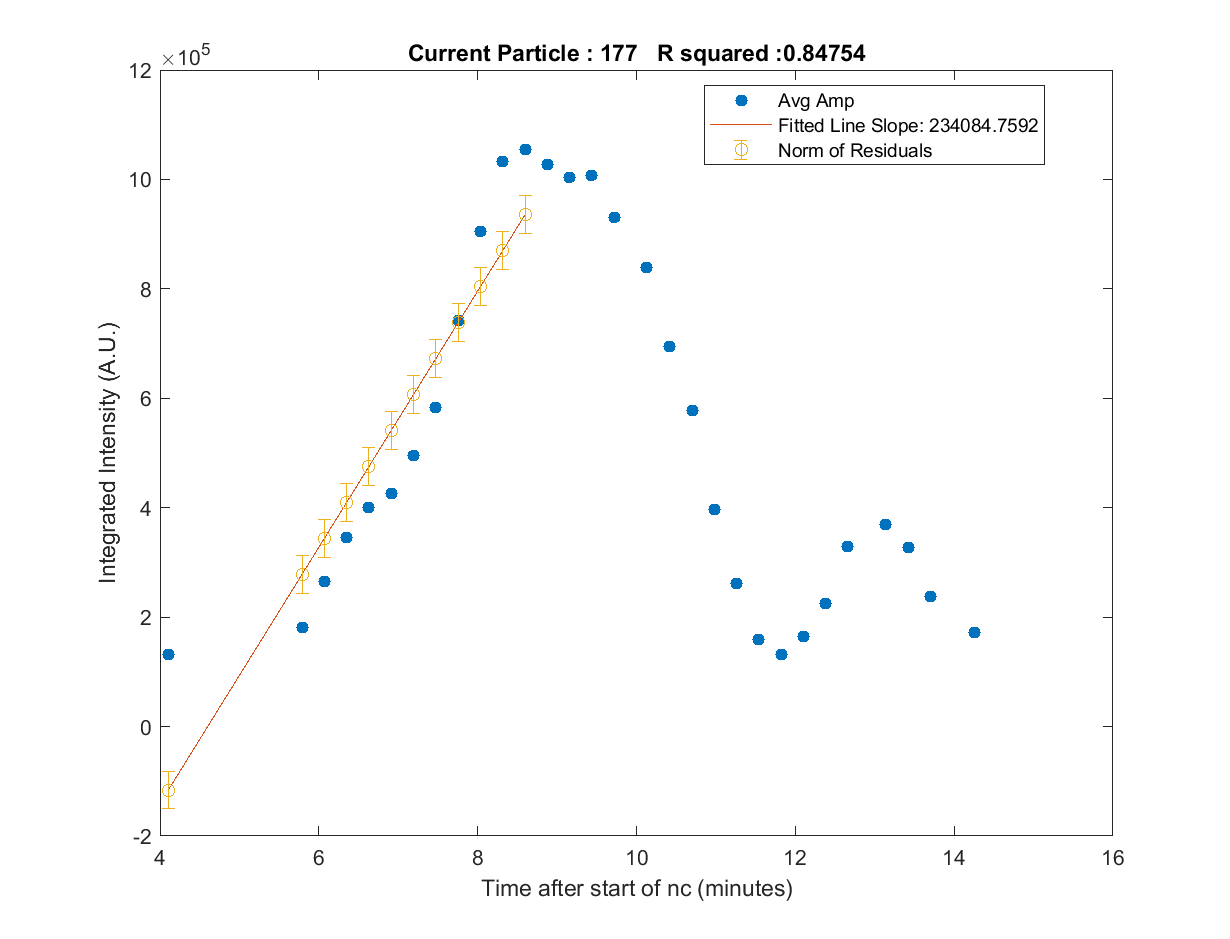 Current Particle : 177 R squared :0.84754
×10^5
12
10
8
6
4
2
0
-2
Integrated Intensity (A.U.)
Avg Amp
Fitted Line Slope: 234084.7592
Norm of Residuals
4 6 8 10 12 14 16
Time after start of nc (minutes)